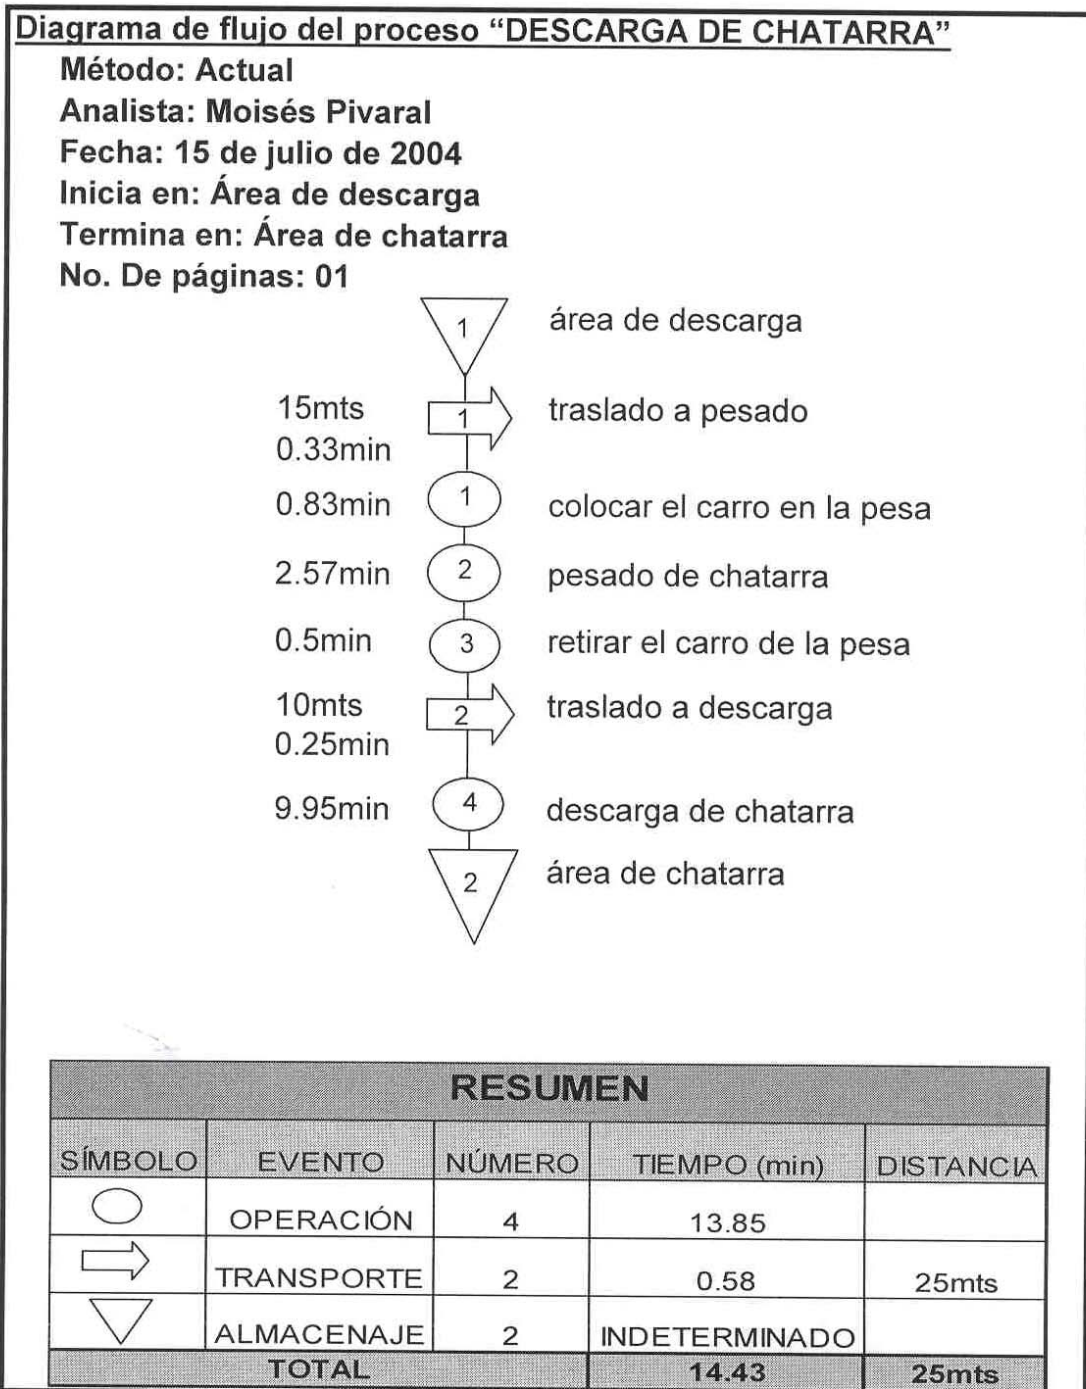 Diagrama de flujo del proceso “DESCARGA DE CHATARRA”
Método: Actual
Analista: Moisés Pivaral
Fecha: 15 de julio de 2004
Inicia en: Área de descarga
Termina en: Área de chatarra
No. De páginas: 01
1 área de descarga
15mts 1 traslado a pesado
0.33min
0.83min 1 colocar el carro en la pesa
2.57min 2 pesado de chatarra
0.5min 3 retirar el carro de la pesa
10mts 2 traslado a descarga
0.25min
9.95min 4 descarga de chatarra
2 área de chatarra
RESUMEN
SÍMBOLO EVENTO NÚMERO TIEMPO (min) DISTANCIA
OPERACIÓN 4 13.85
TRANSPORTE 2 0.58 25mts
ALMACENAJE 2 INDETERMINADO
TOTAL 14.43 25mts